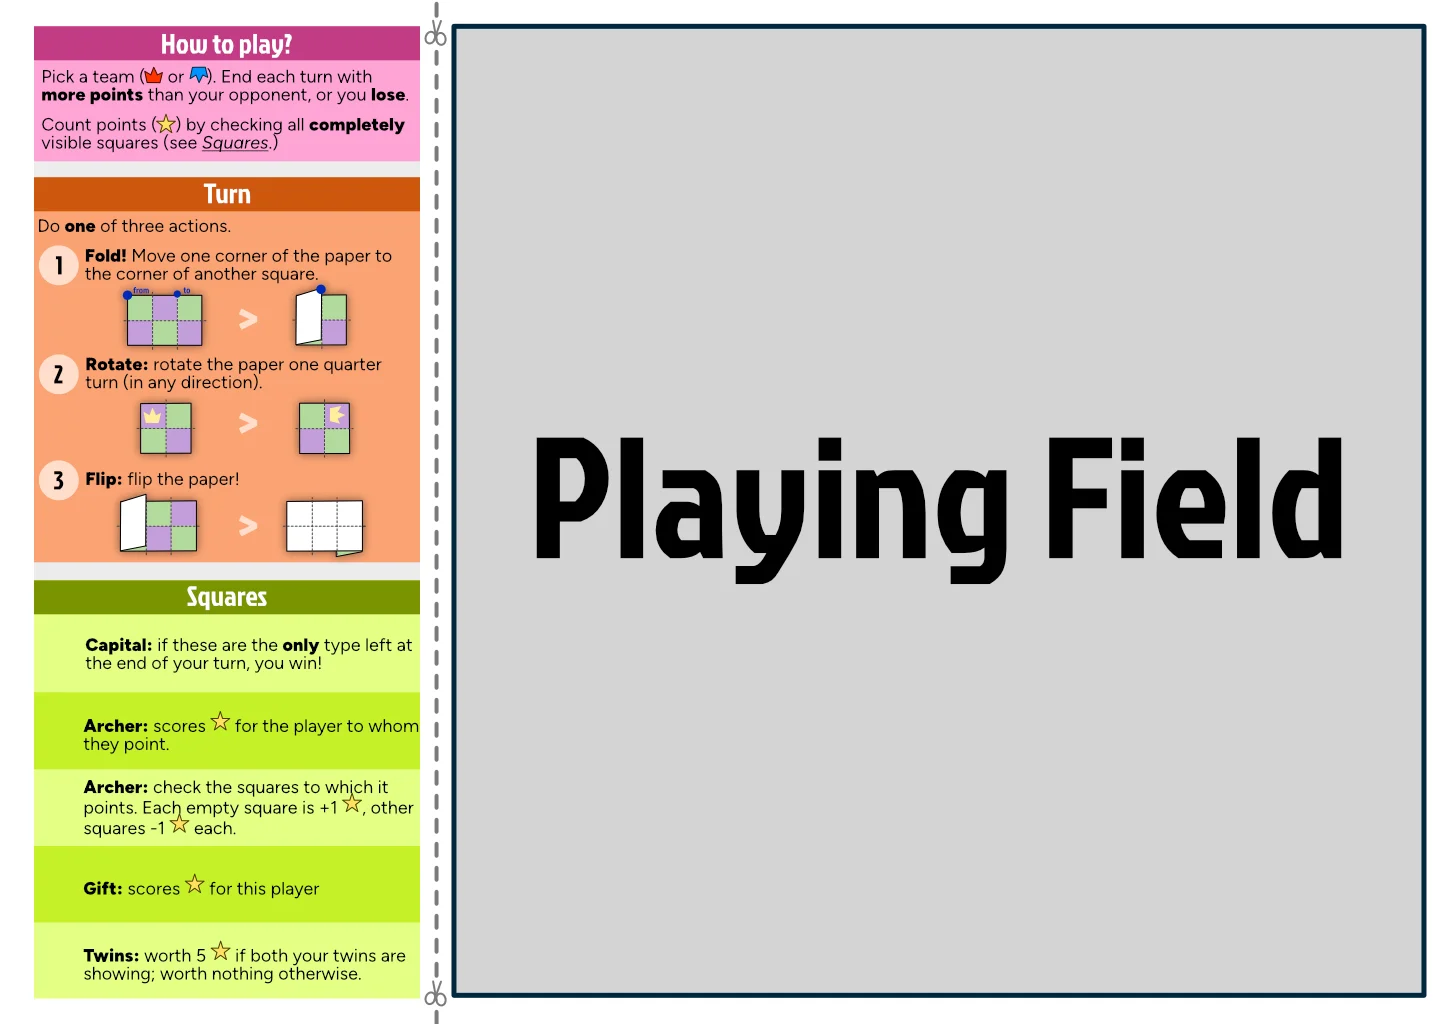 How to play?
Pick a team ( or ). End each turn with
more points than your opponent, or you lose.
Count points () by checking all completely
visible squares (see Squares.)
Turn
Do one of three actions.
1
Fold! Move one corner of the paper to
the corner of another square.
from to
>
2
Rotate: rotate the paper one quarter
turn (in any direction).
>
3
Flip: flip the paper!
>
Squares
Capital: if these are the only type left at
the end of your turn, you win!
Archer: scores for the player to whom
they point.
Archer: check the squares to which it
points. Each empty square is +1 , other
squares -1 each.
Gift: scores for this player
Twins: worth 5 if both your twins are
showing; worth nothing otherwise.
Playing Field